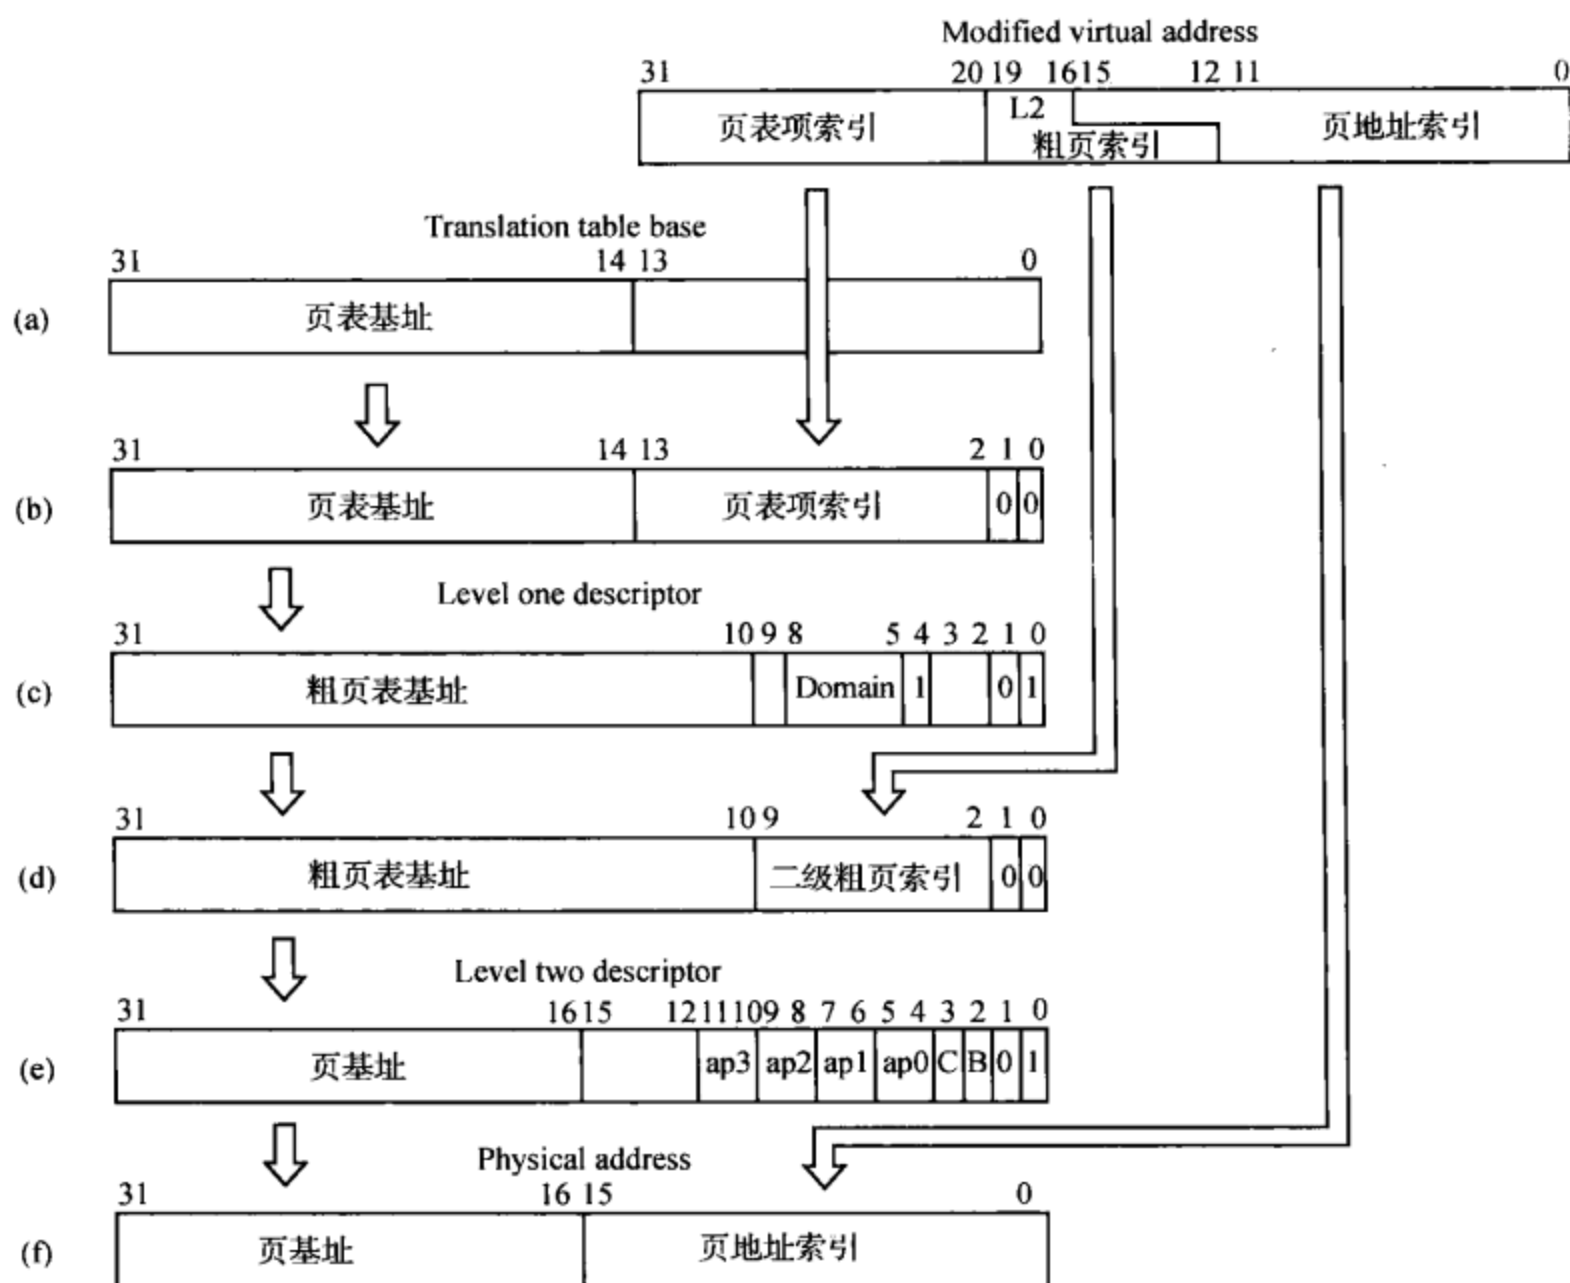 Modified virtual address
31 20 19 16 15 12 11 0
页表项索引 L2 粗页索引 页地址索引
Translation table base
31 14 13 0
(a) 页表基址
31 14 13 2 1 0
(b) 页表基址 页表项索引 0 0
Level one descriptor
31 10 9 8 5 4 3 2 1 0
(c) 粗页表基址 Domain 1 0 1
31 10 9 2 1 0
(d) 粗页表基址 二级粗页索引 0 0
Level two descriptor
31 16 15 12 11 10 9 8 7 6 5 4 3 2 1 0
(e) 页基址 ap3 ap2 ap1 ap0 C B 0 1
Physical address
31 16 15 0
(f) 页基址 页地址索引